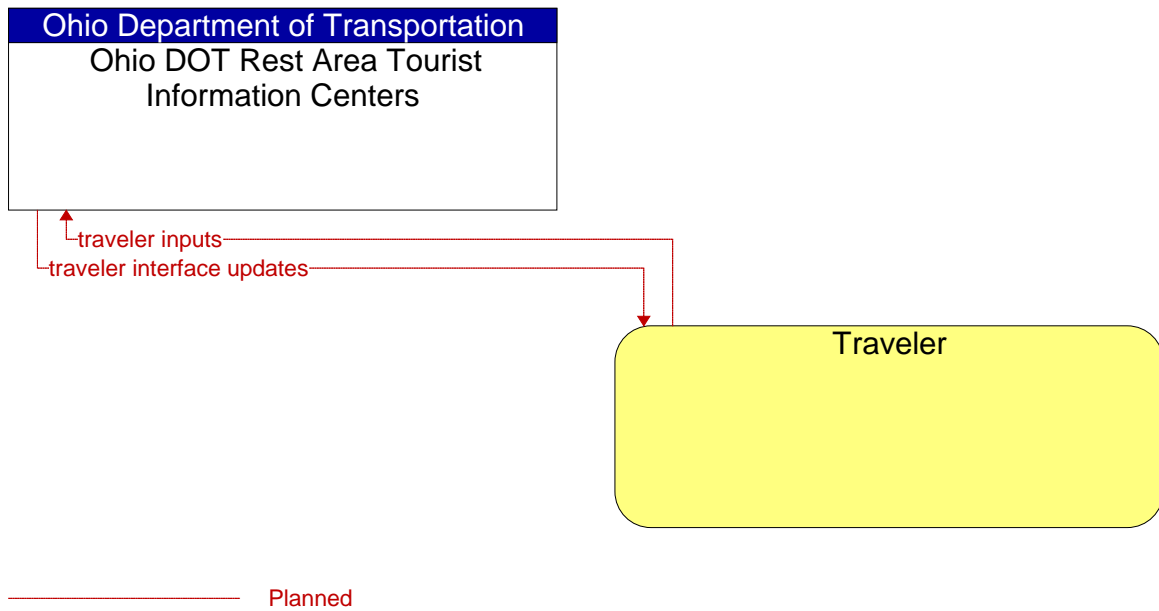 Ohio Department of Transportation
Ohio DOT Rest Area Tourist
Information Centers
traveler inputs
traveler interface updates
Traveler
Planned